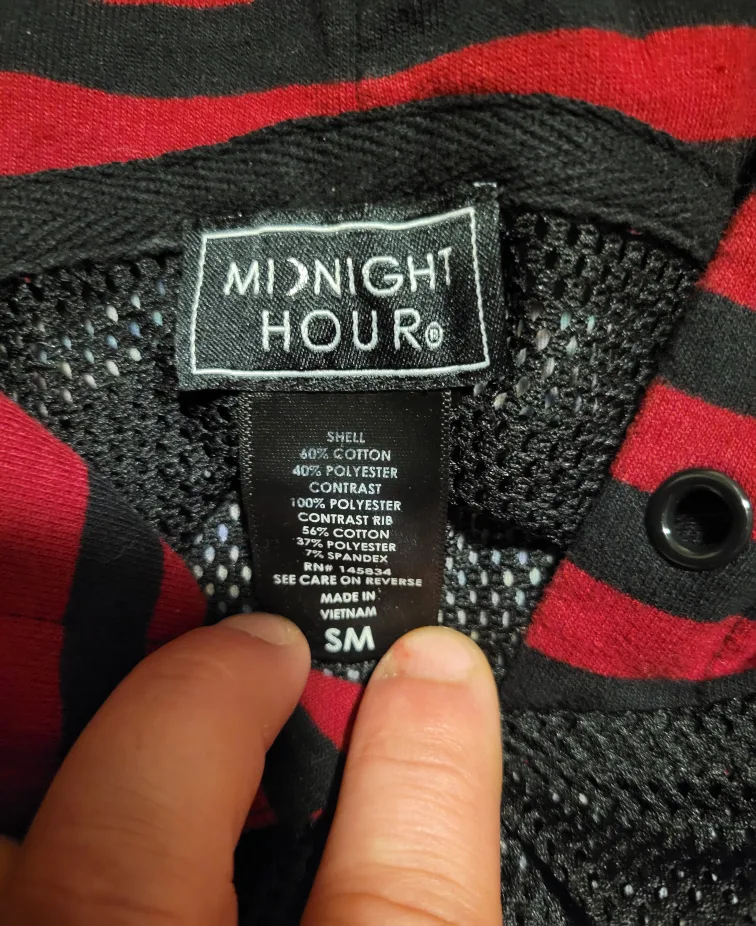 MIDNIGHT
HOUR®
SHELL
60% COTTON
40% POLYESTER
CONTRAST
100% POLYESTER
CONTRAST RIB
56% COTTON
37% POLYESTER
7% SPANDEX
RN# 145834
SEE CARE ON REVERSE
MADE IN
VIETNAM
SM